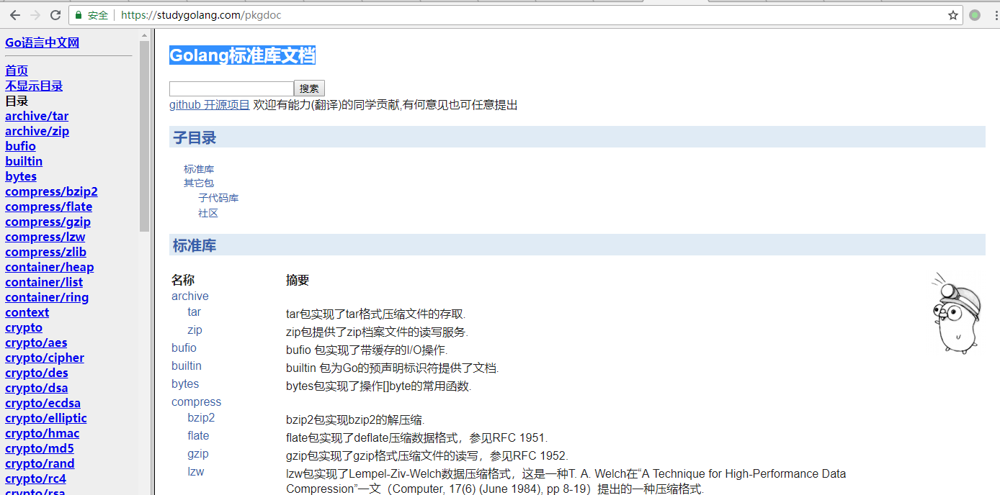 安全 https://studygolang.com/pkgdoc
Go语言中文网
首页
不显示目录
目录
archive/tar
archive/zip
bufio
builtin
bytes
compress/bzip2
compress/flate
compress/gzip
compress/lzw
compress/zlib
container/heap
container/list
container/ring
context
crypto
crypto/aes
crypto/cipher
crypto/des
crypto/dsa
crypto/ecdsa
crypto/elliptic
crypto/hmac
crypto/md5
crypto/rand
crypto/rc4
crypto/rsa
Golang标准库文档
搜索
github 开源项目 欢迎有能力(翻译)的同学贡献,有何意见也可任意提出
子目录
标准库
其它包
子代码库
社区
标准库
名称 摘要
archive
tar tar包实现了tar格式压缩文件的存取.
zip zip包提供了zip档案文件的读写服务.
bufio bufio 包实现了带缓存的I/O操作.
builtin builtin 包为Go的预声明标识符提供了文档.
bytes bytes包实现了操作[]byte的常用函数.
compress
bzip2 bzip2包实现bzip2的解压缩.
flate flate包实现了deflate压缩数据格式，参见RFC 1951.
gzip gzip包实现了gzip格式压缩文件的读写，参见RFC 1952.
lzw lzw包实现了Lempel-Ziv-Welch数据压缩格式，这是一种T. A. Welch在“A Technique for High-Performance Data
Compression”一文（Computer, 17(6) (June 1984), pp 8-19）提出的一种压缩格式.